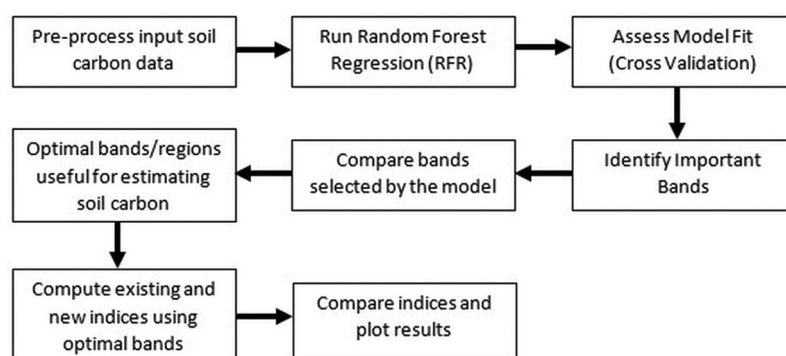 Pre-process input soil
carbon data
Run Random Forest
Regression (RFR)
Assess Model Fit
(Cross Validation)
Identify Important
Bands
Compare bands
selected by the model
Optimal bands/regions
useful for estimating
soil carbon
Compute existing and
new indices using
optimal bands
Compare indices and
plot results